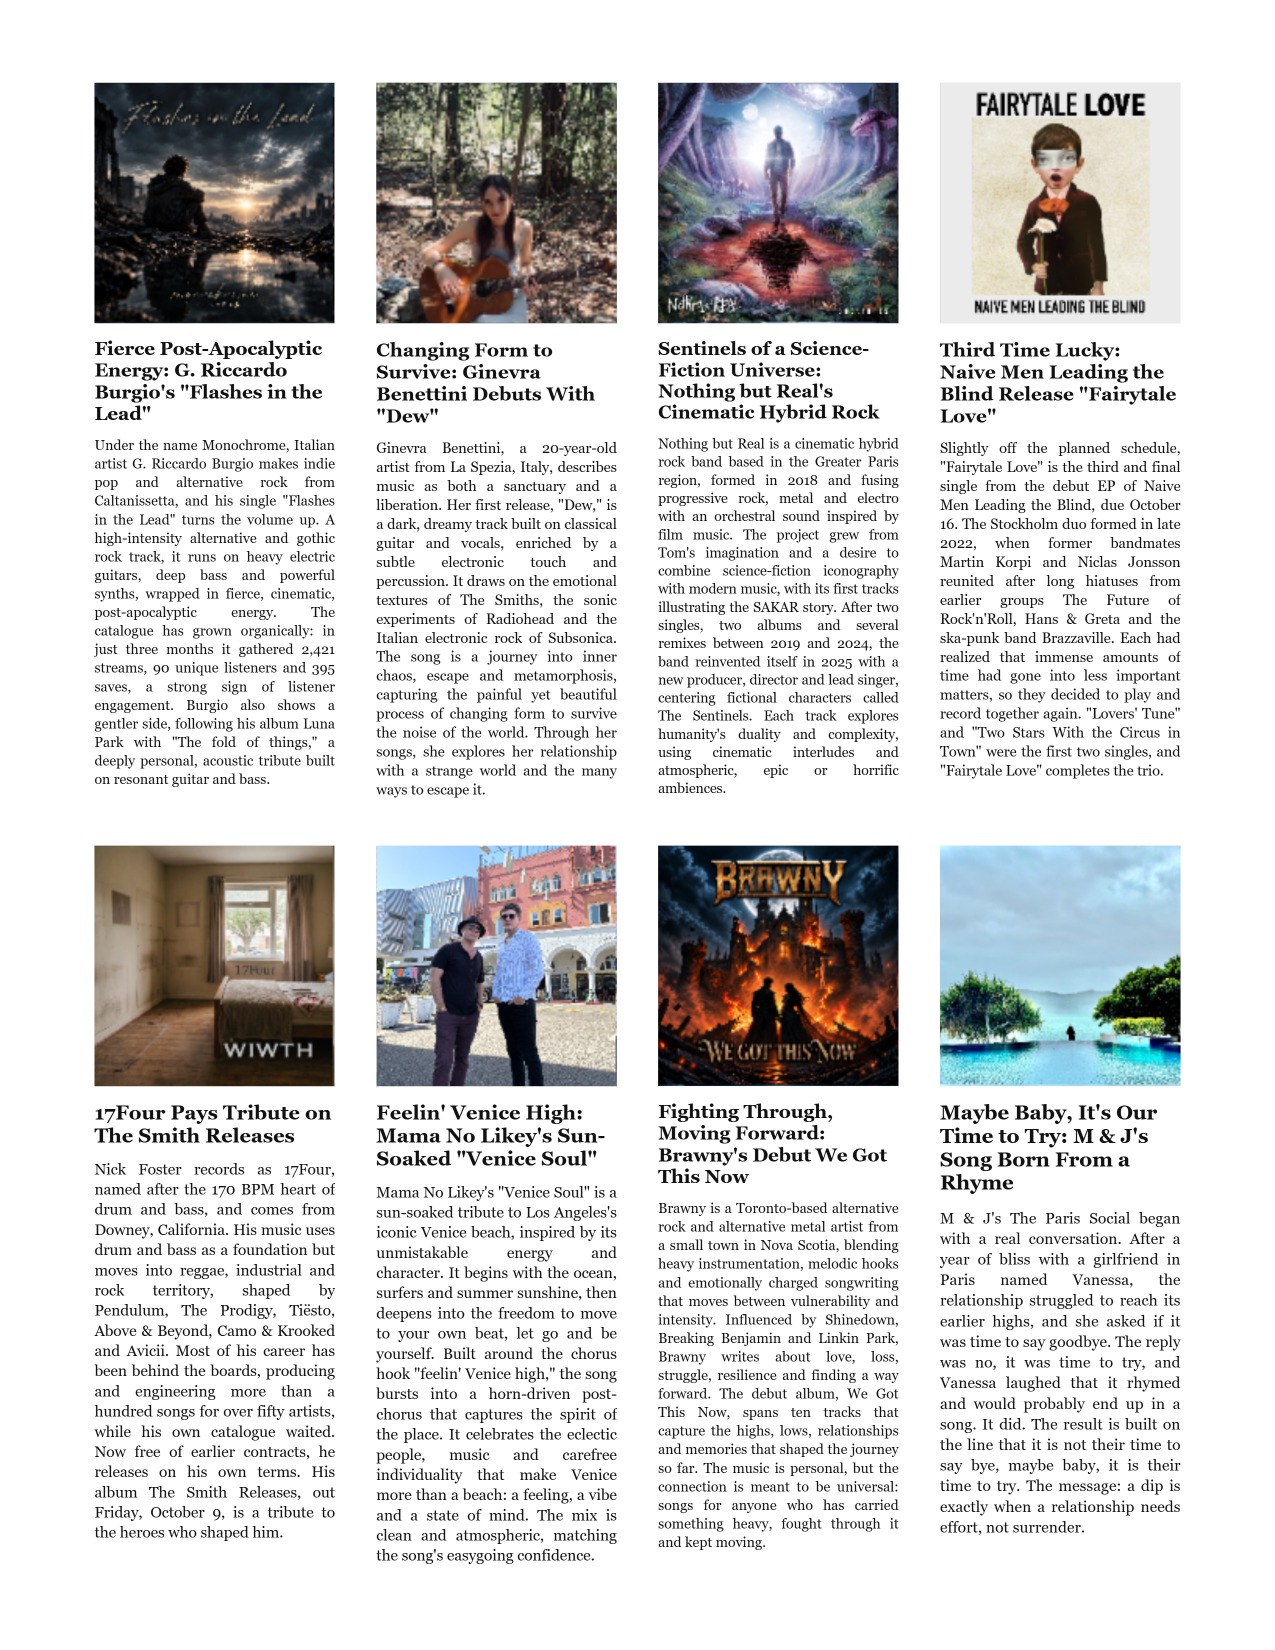 Flashes in the Lead
Fierce Post-Apocalyptic
Energy: G. Riccardo
Burgio's "Flashes in the
Lead"
Under the name Monochrome, Italian
artist G. Riccardo Burgio makes indie
pop and alternative rock from
Caltanissetta, and his single "Flashes
in the Lead" turns the volume up. A
high-intensity alternative and gothic
rock track, it runs on heavy electric
guitars, deep bass and powerful
synths, wrapped in fierce, cinematic,
post-apocalyptic energy. The
catalogue has grown organically: in
just three months it gathered 2,421
streams, 90 unique listeners and 395
saves, a strong sign of listener
engagement. Burgio also shows a
gentler side, following his album Luna
Park with "The fold of things," a
deeply personal, acoustic tribute built
on resonant guitar and bass.
Changing Form to
Survive: Ginevra
Benettini Debuts With
"Dew"
Ginevra Benettini, a 20-year-old
artist from La Spezia, Italy, describes
music as both a sanctuary and a
liberation. Her first release, "Dew," is
a dark, dreamy track built on classical
guitar and vocals, enriched by a
subtle electronic touch and
percussion. It draws on the emotional
textures of The Smiths, the sonic
experiments of Radiohead and the
Italian electronic rock of Subsonica.
The song is a journey into inner
chaos, escape and metamorphosis,
capturing the painful yet beautiful
process of changing form to survive
the noise of the world. Through her
songs, she explores her relationship
with a strange world and the many
ways to escape it.
Sentinels of a Science-
Fiction Universe:
Nothing but Real's
Cinematic Hybrid Rock
Nothing but Real is a cinematic hybrid
rock band based in the Greater Paris
region, formed in 2018 and fusing
progressive rock, metal and electro
with an orchestral sound inspired by
film music. The project grew from
Tom's imagination and a desire to
combine science-fiction iconography
with modern music, with its first tracks
illustrating the SAKAR story. After two
singles, two albums and several
remixes between 2019 and 2024, the
band reinvented itself in 2025 with a
new producer, director and lead singer,
centering fictional characters called
The Sentinels. Each track explores
humanity's duality and complexity,
using cinematic interludes and
atmospheric, epic or horrific
ambiences.
FAIRYTALE LOVE
NAIVE MEN LEADING THE BLIND
Third Time Lucky:
Naive Men Leading the
Blind Release "Fairytale
Love"
Slightly off the planned schedule,
"Fairytale Love" is the third and final
single from the debut EP of Naive
Men Leading the Blind, due October
16. The Stockholm duo formed in late
2022, when former bandmates
Martin Korpi and Niclas Jonsson
reunited after long hiatuses from
earlier groups The Future of
Rock'n'Roll, Hans & Greta and the
ska-punk band Brazzaville. Each had
realized that immense amounts of
time had gone into less important
matters, so they decided to play and
record together again. "Lovers' Tune"
and "Two Stars With the Circus in
Town" were the first two singles, and
"Fairytale Love" completes the trio.
17Four
WIWTH
17Four Pays Tribute on
The Smith Releases
Nick Foster records as 17Four,
named after the 170 BPM heart of
drum and bass, and comes from
Downey, California. His music uses
drum and bass as a foundation but
moves into reggae, industrial and
rock territory, shaped by
Pendulum, The Prodigy, Tiësto,
Above & Beyond, Camo & Krooked
and Avicii. Most of his career has
been behind the boards, producing
and engineering more than a
hundred songs for over fifty artists,
while his own catalogue waited.
Now free of earlier contracts, he
releases on his own terms. His
album The Smith Releases, out
Friday, October 9, is a tribute to
the heroes who shaped him.
Feelin' Venice High:
Mama No Likey's Sun-
Soaked "Venice Soul"
Mama No Likey's "Venice Soul" is a
sun-soaked tribute to Los Angeles's
iconic Venice beach, inspired by its
unmistakable energy and
character. It begins with the ocean,
surfers and summer sunshine, then
deepens into the freedom to move
to your own beat, let go and be
yourself. Built around the chorus
hook "feelin' Venice high," the song
bursts into a horn-driven post-
chorus that captures the spirit of
the place. It celebrates the eclectic
people, music and carefree
individuality that make Venice
more than a beach: a feeling, a vibe
and a state of mind. The mix is
clean and atmospheric, matching
the song's easygoing confidence.
BRAWNY
WE GOT THIS NOW
Fighting Through,
Moving Forward:
Brawny's Debut We Got
This Now
Brawny is a Toronto-based alternative
rock and alternative metal artist from
a small town in Nova Scotia, blending
heavy instrumentation, melodic hooks
and emotionally charged songwriting
that moves between vulnerability and
intensity. Influenced by Shinedown,
Breaking Benjamin and Linkin Park,
Brawny writes about love, loss,
struggle, resilience and finding a way
forward. The debut album, We Got
This Now, spans ten tracks that
capture the highs, lows, relationships
and memories that shaped the journey
so far. The music is personal, but the
connection is meant to be universal:
songs for anyone who has carried
something heavy, fought through it
and kept moving.
Maybe Baby, It's Our
Time to Try: M & J's
Song Born From a
Rhyme
M & J's The Paris Social began
with a real conversation. After a
year of bliss with a girlfriend in
Paris named Vanessa, the
relationship struggled to reach its
earlier highs, and she asked if it
was time to say goodbye. The reply
was no, it was time to try, and
Vanessa laughed that it rhymed
and would probably end up in a
song. It did. The result is built on
the line that it is not their time to
say bye, maybe baby, it is their
time to try. The message: a dip is
exactly when a relationship needs
effort, not surrender.